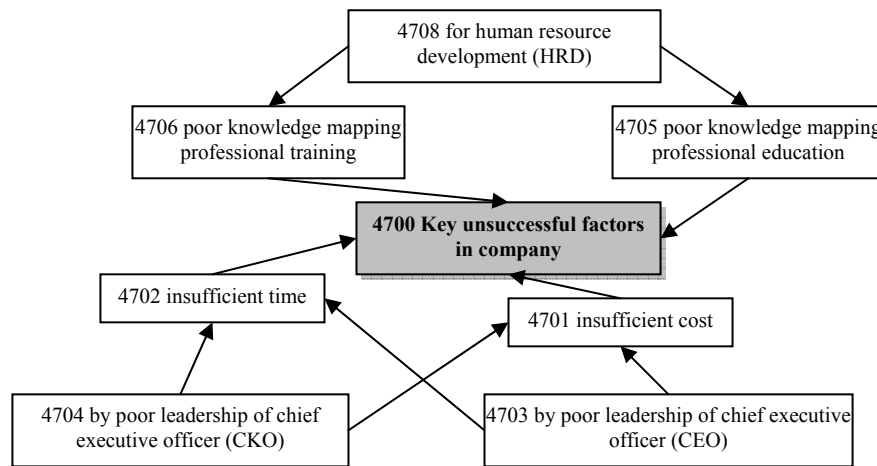 4708 for human resource
development (HRD)
4706 poor knowledge mapping
professional training
4705 poor knowledge mapping
professional education
4700 Key unsuccessful factors
in company
4702 insufficient time
4701 insufficient cost
4704 by poor leadership of chief
executive officer (CKO)
4703 by poor leadership of chief executive
officer (CEO)